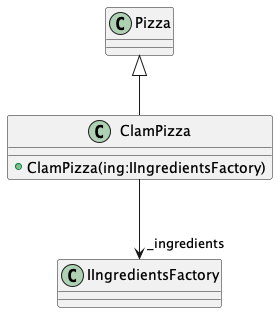 C Pizza
C ClamPizza
ClamPizza(ing:IIngredientsFactory)
_ingredients
C IIngredientsFactory